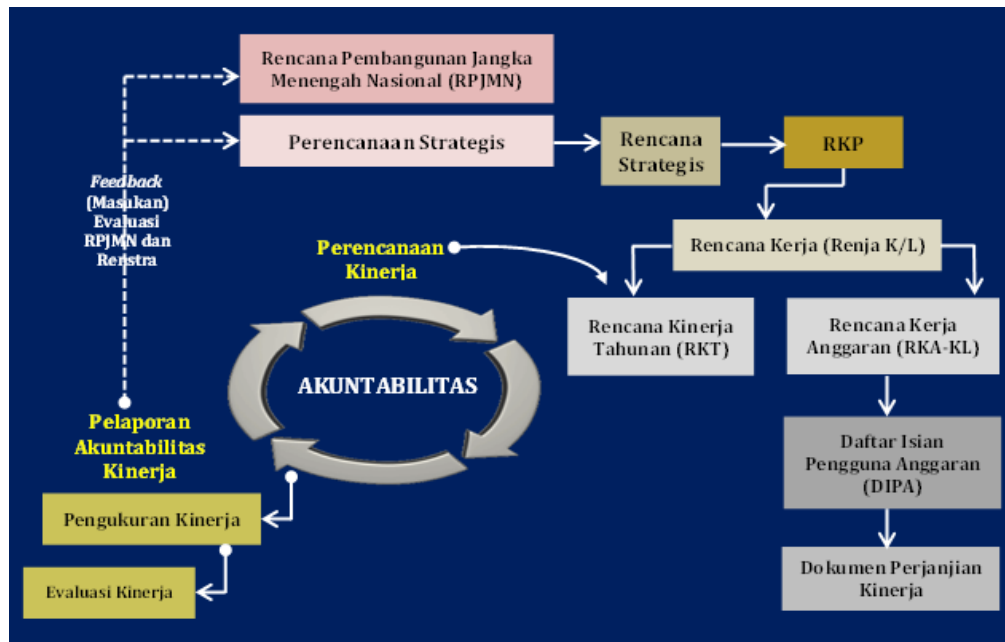 Rencana Pembangunan Jangka
Menengah Nasional (RPJMN)
Perencanaan Strategis
Rencana
Strategis
RKP
Feedback
(Masukan)
Evaluasi
RPJMN dan
Renstra
Perencanaan
Kinerja
Rencana Kerja (Renja K/L)
Rencana Kinerja
Tahunan (RKT)
Rencana Kerja
Anggaran (RKA-KL)
AKUNTABILITAS
Pelaporan
Akuntabilitas
Kinerja
Daftar Isian
Pengguna Anggaran
(DIPA)
Pengukuran Kinerja
Evaluasi Kinerja
Dokumen Perjanjian
Kinerja